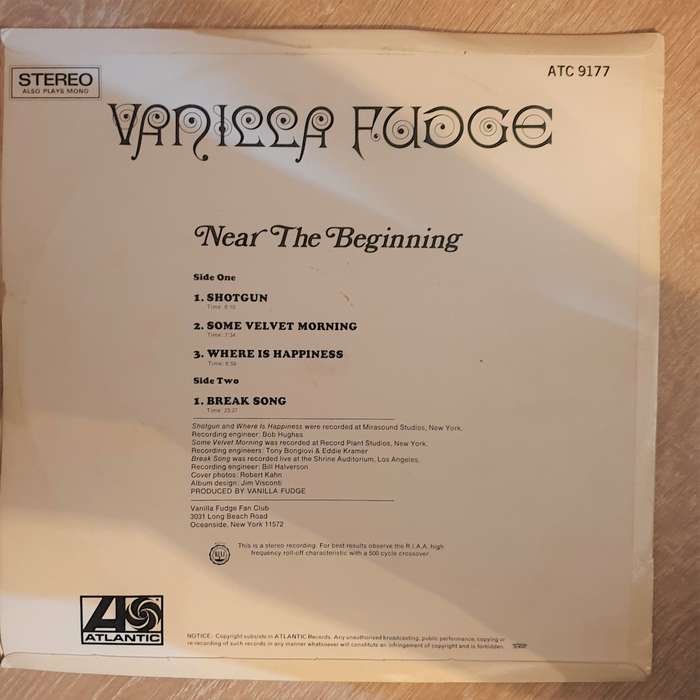 STEREO
ALSO PLAYS MONO
ATC 9177
VANILLA FUDGE
Near The Beginning
Side One
1. SHOTGUN
Time: 6:10
2. SOME VELVET MORNING
Time: 7:34
3. WHERE IS HAPPINESS
Time: 6:59
Side Two
1. BREAK SONG
Time: 23:27
Shotgun and Where Is Happiness were recorded at Mirasound Studios, New York.
Recording engineer: Bob Hughes
Some Velvet Morning was recorded at Record Plant Studios, New York.
Recording engineers: Tony Bongiovi & Eddie Kramer
Break Song was recorded live at the Shrine Auditorium, Los Angeles.
Recording engineer: Bill Halverson
Cover photos: Robert Kahn
Album design: Jim Visconti
PRODUCED BY VANILLA FUDGE
Vanilla Fudge Fan Club
3031 Long Beach Road
Oceanside, New York 11572
This is a stereo recording. For best results observe the R.I.A.A. high
frequency roll-off characteristic with a 500 cycle crossover.
ATLANTIC
NOTICE: Copyright subsists in ATLANTIC Records. Any unauthorised broadcasting, public performance, copying or
re-recording of such records in any manner whatsoever will constitute an infringement of copyright and is forbidden.